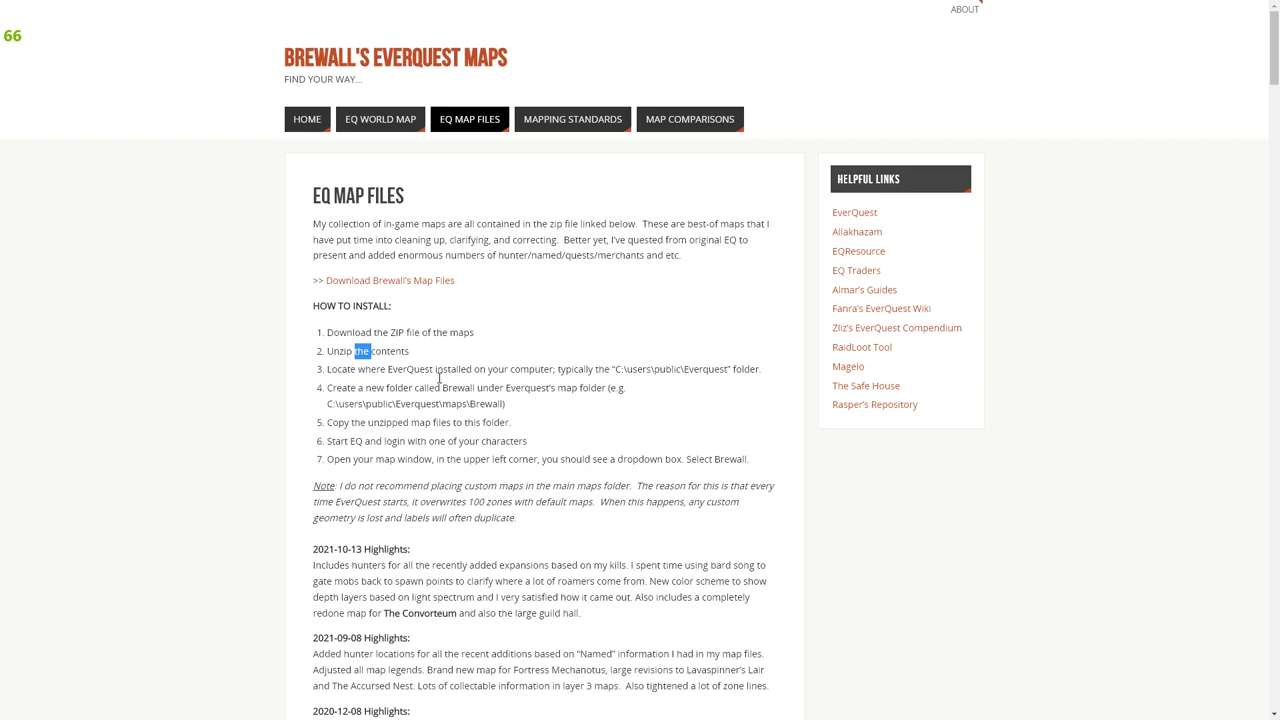 ABOUT
66
BREWALL'S EVERQUEST MAPS
FIND YOUR WAY...
HOME
EQ WORLD MAP
EQ MAP FILES
MAPPING STANDARDS
MAP COMPARISONS
EQ MAP FILES
My collection of in-game maps are all contained in the zip file linked below.  These are best-of maps that I
have put time into cleaning up, clarifying, and correcting.  Better yet, I've quested from original EQ to
present and added enormous numbers of hunter/named/quests/merchants and etc.
>> Download Brewall's Map Files
HOW TO INSTALL:
1. Download the ZIP file of the maps
2. Unzip the contents
3. Locate where EverQuest installed on your computer; typically the “C:\users\public\Everquest” folder.
4. Create a new folder called Brewall under Everquest's map folder (e.g.
C:\users\public\Everquest\maps\Brewall)
5. Copy the unzipped map files to this folder.
6. Start EQ and login with one of your characters
7. Open your map window, in the upper left corner, you should see a dropdown box. Select Brewall.
Note: I do not recommend placing custom maps in the main maps folder.  The reason for this is that every
time EverQuest starts, it overwrites 100 zones with default maps.  When this happens, any custom
geometry is lost and labels will often duplicate.
2021-10-13 Highlights:
Includes hunters for all the recently added expansions based on my kills. I spent time using bard song to
gate mobs back to spawn points to clarify where a lot of roamers come from. New color scheme to show
depth layers based on light spectrum and I very satisfied how it came out. Also includes a completely
redone map for The Convorteum and also the large guild hall.
2021-09-08 Highlights:
Added hunter locations for all the recent additions based on “Named” information I had in my map files.
Adjusted all map legends. Brand new map for Fortress Mechanotus, large revisions to Lavaspinner's Lair
and The Accursed Nest. Lots of collectable information in layer 3 maps.  Also tightened a lot of zone lines.
2020-12-08 Highlights:
HELPFUL LINKS
EverQuest
Allakhazam
EQResource
EQ Traders
Almar's Guides
Fanra's EverQuest Wiki
Zliz's EverQuest Compendium
RaidLoot Tool
Magelo
The Safe House
Rasper's Repository